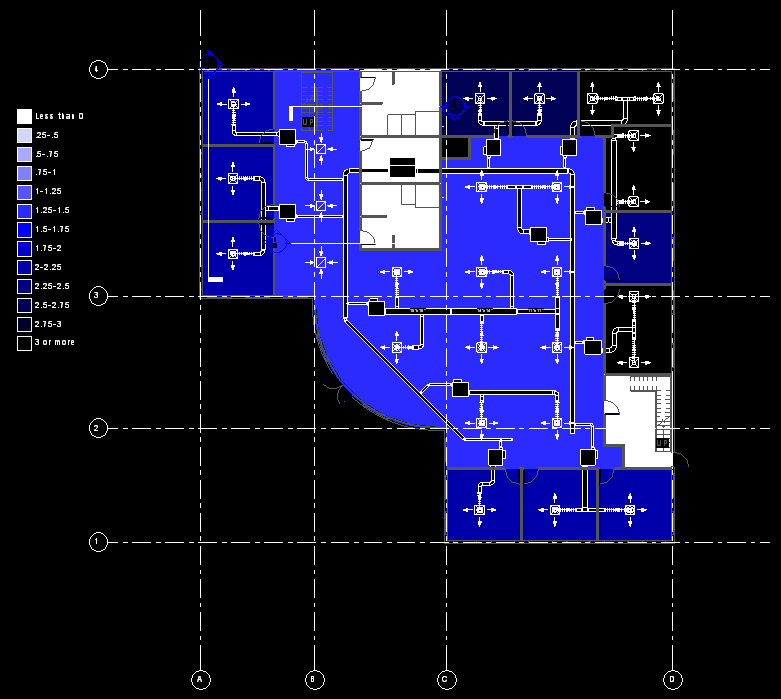 4
Less than 0
.25-.5
.5-.75
.75-1
1-1.25
1.25-1.5
1.5-1.75
1.75-2
2-2.25
2.25-2.5
2.5-2.75
2.75-3
3 or more
UP
3
2
UP
1
A
B
C
D